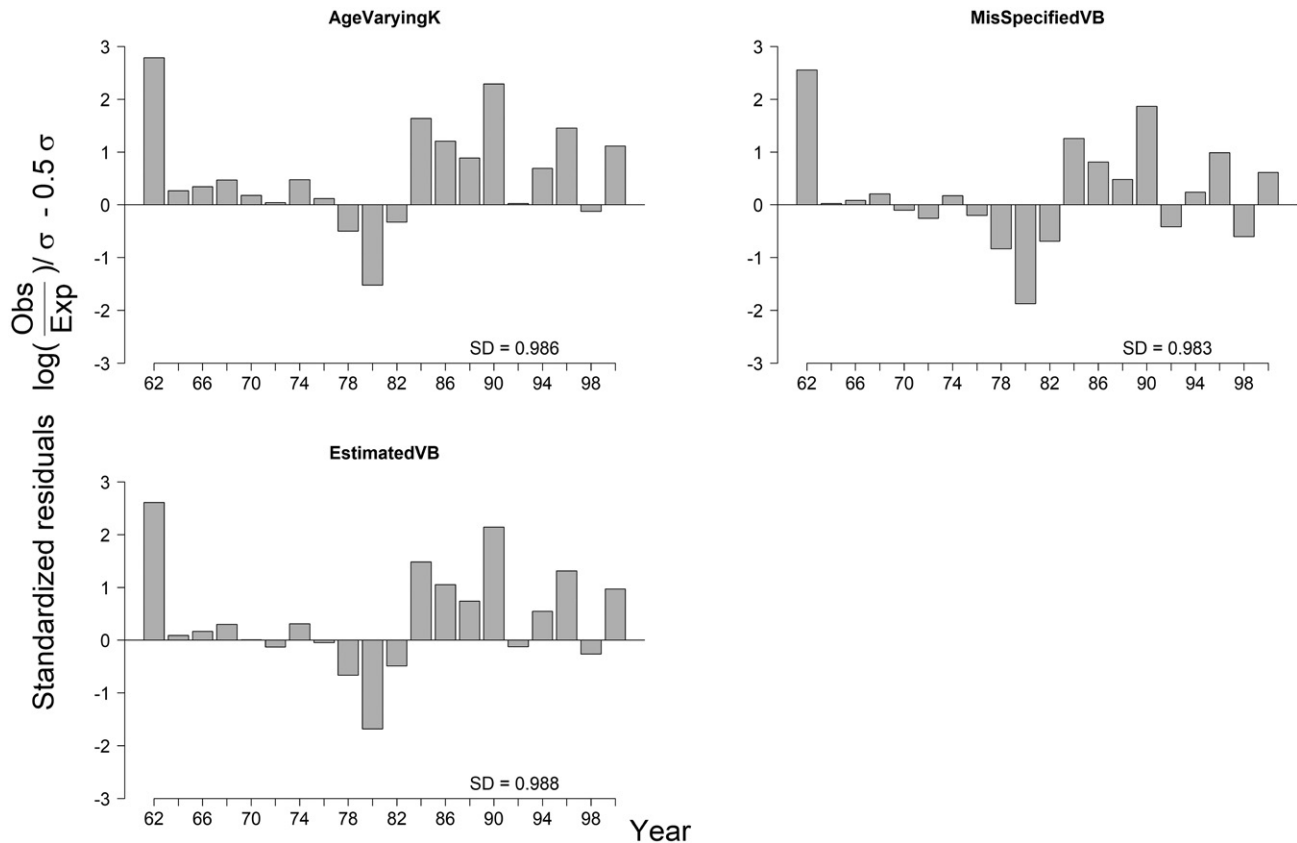 AgeVaryingK
3
2
1
0
-1
-2
-3
SD = 0.986
62 66 70 74 78 82 86 90 94 98
MisSpecifiedVB
3
2
1
0
-1
-2
-3
SD = 0.983
62 66 70 74 78 82 86 90 94 98
EstimatedVB
3
2
1
0
-1
-2
-3
SD = 0.988
62 66 70 74 78 82 86 90 94 98
Standardized residuals log(Obs/Exp)/ σ - 0.5 σ
Year